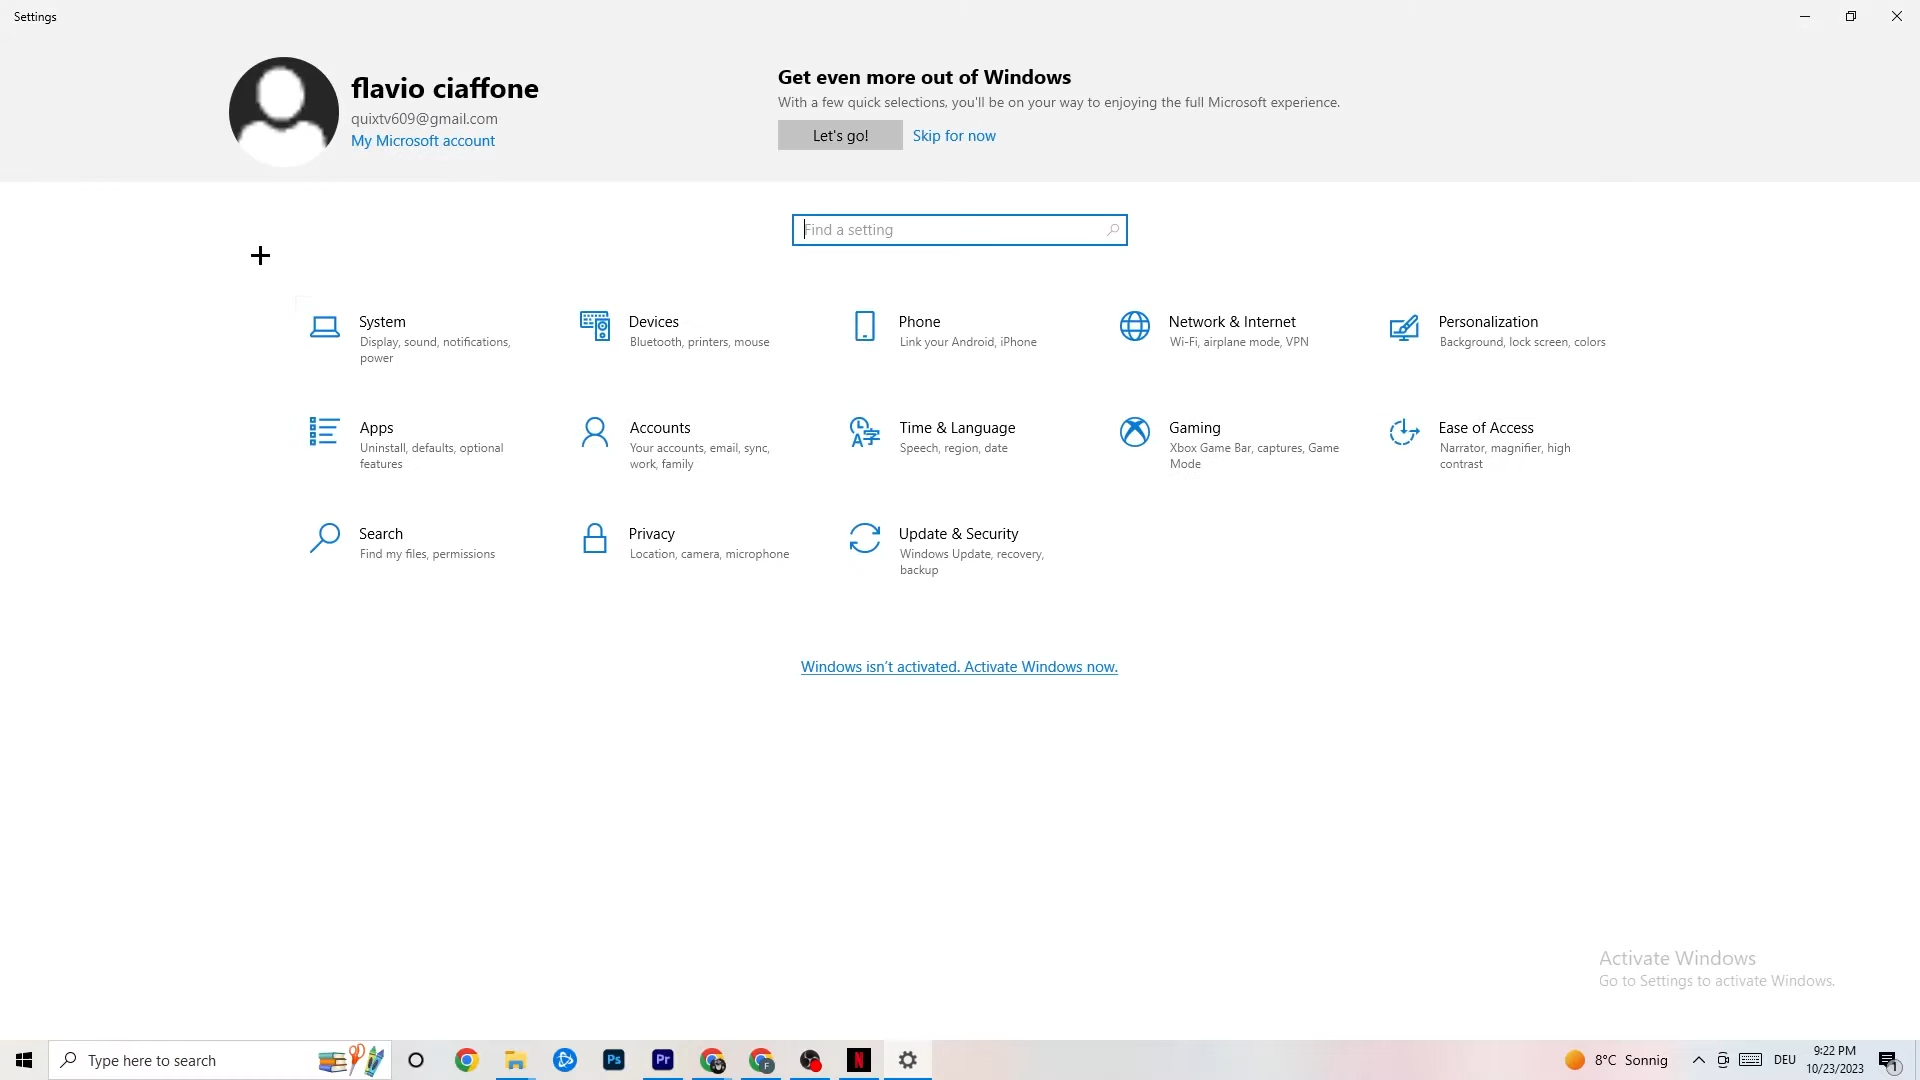 Settings
flavio ciaffone
quixtv609@gmail.com
My Microsoft account
Get even more out of Windows
With a few quick selections, you'll be on your way to enjoying the full Microsoft experience.
Let's go!
Skip for now
Find a setting
System
Display, sound, notifications,
power
Devices
Bluetooth, printers, mouse
Phone
Link your Android, iPhone
Network & Internet
Wi-Fi, airplane mode, VPN
Personalization
Background, lock screen, colors
Apps
Uninstall, defaults, optional
features
Accounts
Your accounts, email, sync,
work, family
Time & Language
Speech, region, date
Gaming
Xbox Game Bar, captures, Game
Mode
Ease of Access
Narrator, magnifier, high
contrast
Search
Find my files, permissions
Privacy
Location, camera, microphone
Update & Security
Windows Update, recovery,
backup
Windows isn't activated. Activate Windows now.
Activate Windows
Go to Settings to activate Windows.
Type here to search
Ps
Pr
F
N
8°C Sonnig
DEU
9:22 PM
10/23/2023
1